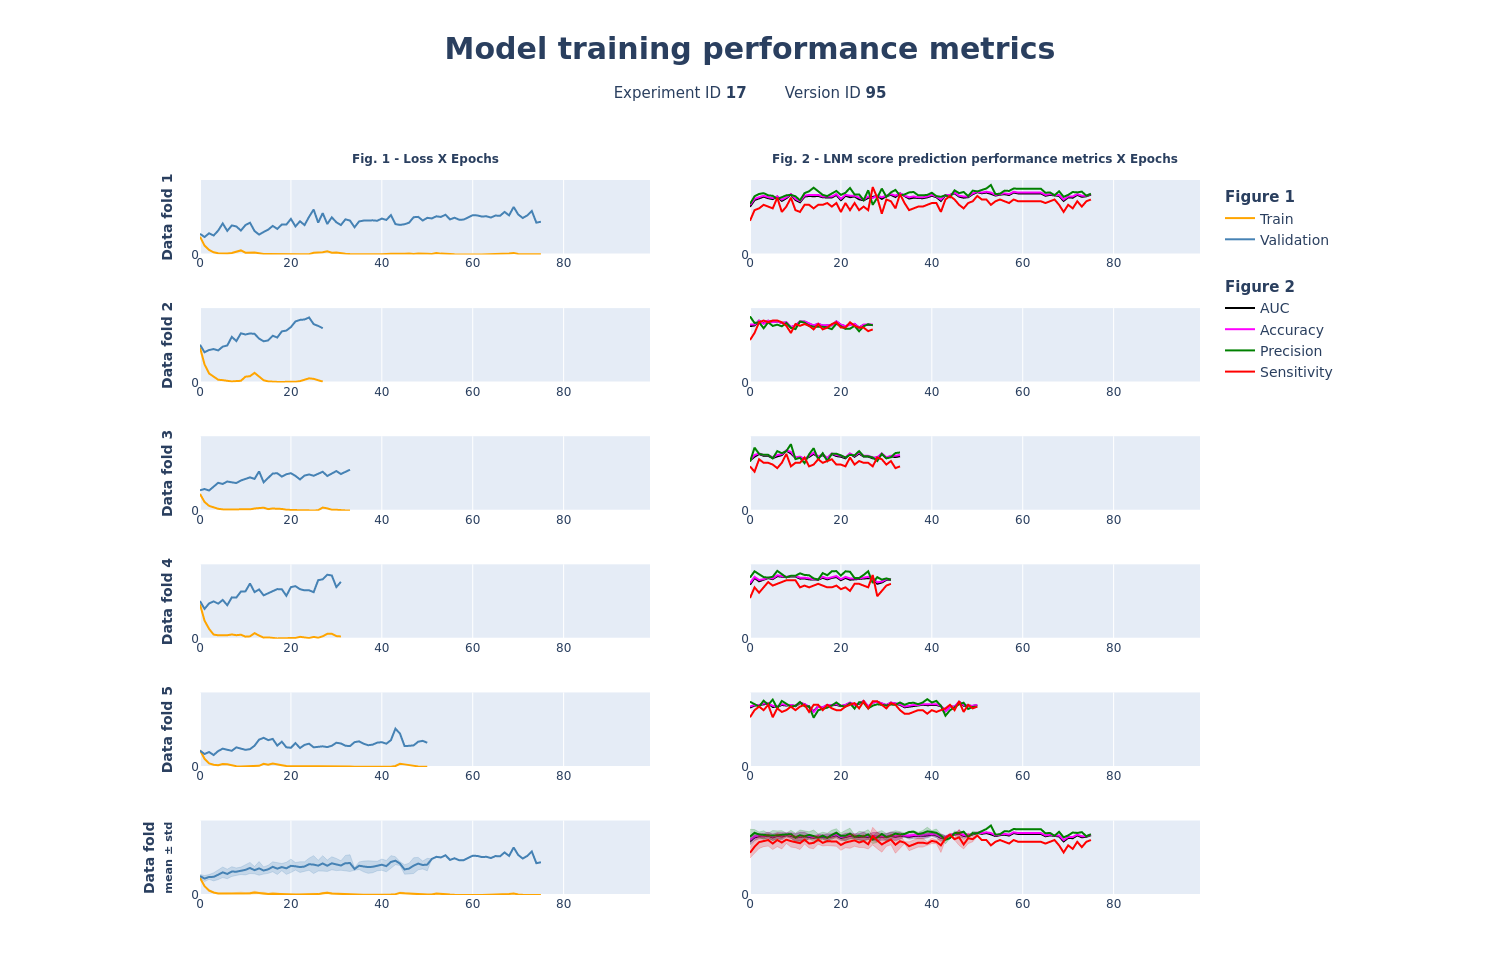 Model training performance metrics
Experiment ID 17 Version ID 95
Fig. 1 - Loss X Epochs
Fig. 2 - LNM score prediction performance metrics X Epochs
Data fold 1
0
0 20 40 60 80
0
0 20 40 60 80
Figure 1
Train
Validation
Figure 2
AUC
Accuracy
Precision
Sensitivity
Data fold 2
0
0 20 40 60 80
0
0 20 40 60 80
Data fold 3
0
0 20 40 60 80
0
0 20 40 60 80
Data fold 4
0
0 20 40 60 80
0
0 20 40 60 80
Data fold 5
0
0 20 40 60 80
0
0 20 40 60 80
Data fold
mean ± std
0
0 20 40 60 80
0
0 20 40 60 80